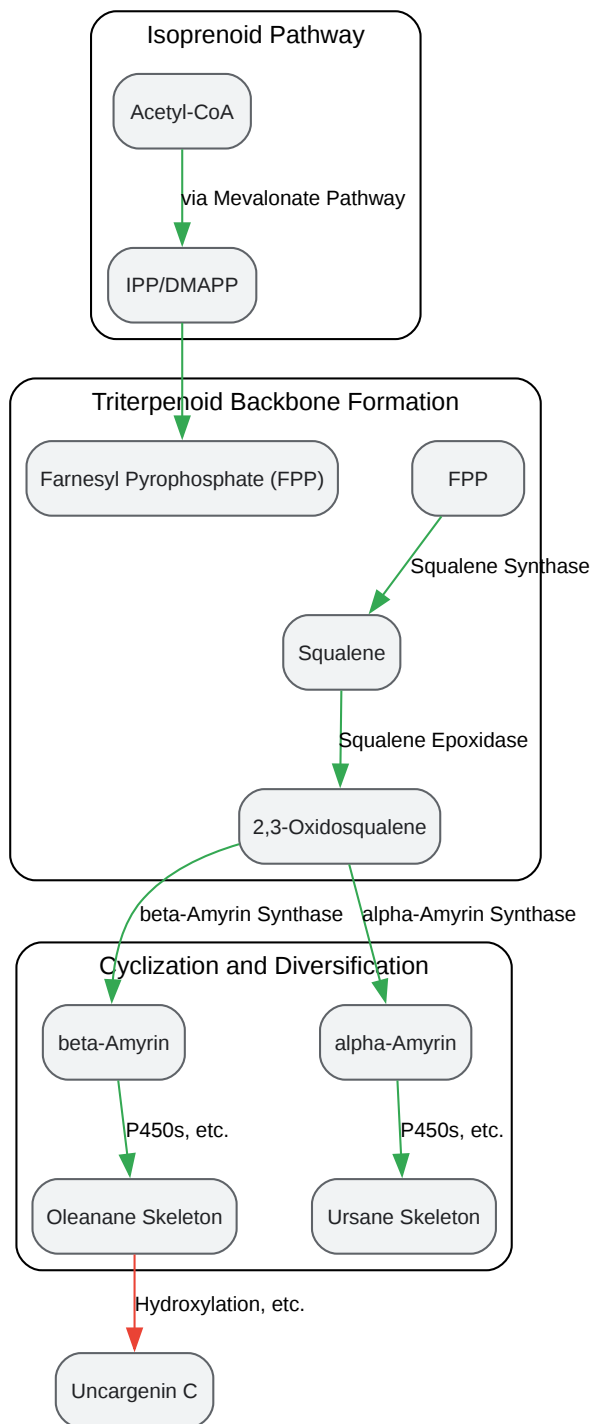 Isoprenoid Pathway
Acetyl-CoA
via Mevalonate Pathway
IPP/DMAPP
Triterpenoid Backbone Formation
Farnesyl Pyrophosphate (FPP)
FPP
Squalene Synthase
Squalene
Squalene Epoxidase
2,3-Oxidosqualene
beta-Amyrin Synthase
alpha-Amyrin Synthase
Cyclization and Diversification
beta-Amyrin
alpha-Amyrin
P450s, etc.
P450s, etc.
Oleanane Skeleton
Ursane Skeleton
Hydroxylation, etc.
Uncargenin C